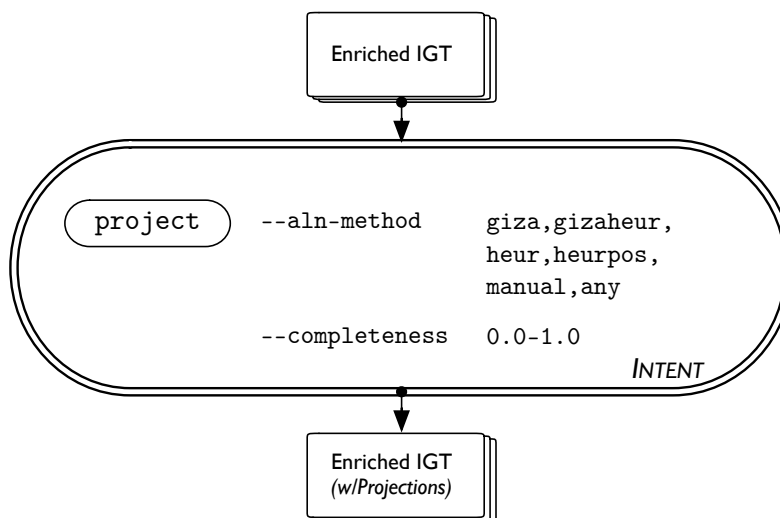 Enriched IGT
project --aln-method giza,gizaheur,
heur,heurpos,
manual,any
--completeness 0.0-1.0
INTENT
Enriched IGT
(w/Projections)